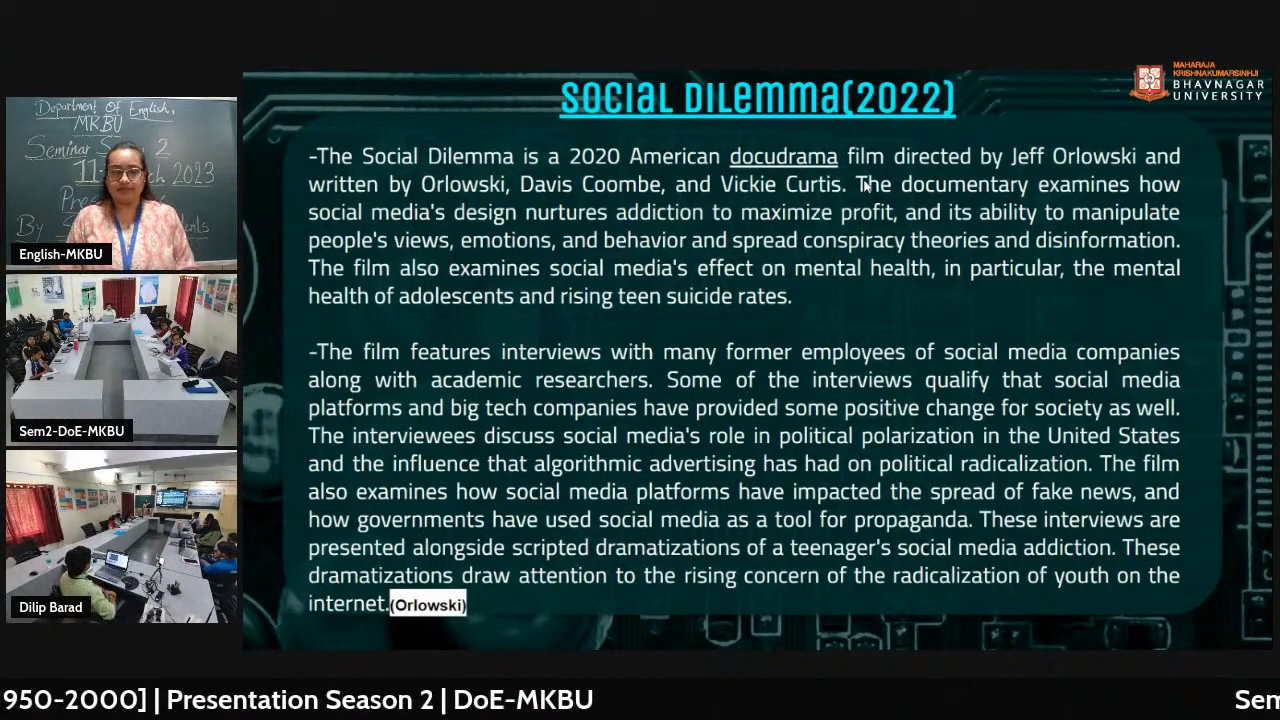 SOCIAL DILEMMA(2022)
MAHARAJA
KRISHNAKUMARSINHJI
BHAVNAGAR
UNIVERSITY
-The Social Dilemma is a 2020 American docudrama film directed by Jeff Orlowski and
written by Orlowski, Davis Coombe, and Vickie Curtis. The documentary examines how
social media's design nurtures addiction to maximize profit, and its ability to manipulate
people's views, emotions, and behavior and spread conspiracy theories and disinformation.
The film also examines social media's effect on mental health, in particular, the mental
health of adolescents and rising teen suicide rates.
-The film features interviews with many former employees of social media companies
along with academic researchers. Some of the interviews qualify that social media
platforms and big tech companies have provided some positive change for society as well.
The interviewees discuss social media's role in political polarization in the United States
and the influence that algorithmic advertising has had on political radicalization. The film
also examines how social media platforms have impacted the spread of fake news, and
how governments have used social media as a tool for propaganda. These interviews are
presented alongside scripted dramatizations of a teenager's social media addiction. These
dramatizations draw attention to the rising concern of the radicalization of youth on the
internet.(Orlowski)
Department of English,
MKBU
Seminar 2
11 2023
By
English-MKBU
Sem2-DoE-MKBU
Dilip Barad
950-2000] | Presentation Season 2 | DoE-MKBU
Sem